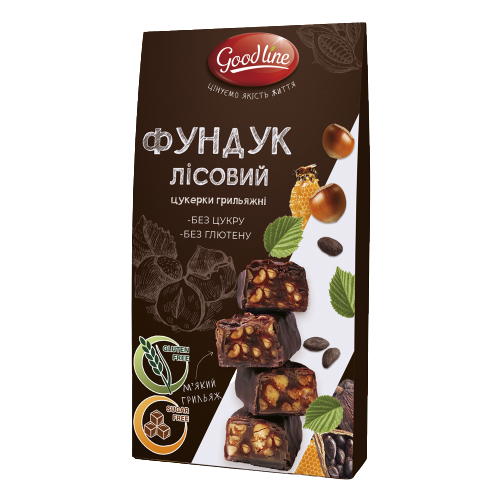 Good line
ЦІНУЄМО ЯКІСТЬ ЖИТТЯ
ФУНДУК
ЛІСОВИЙ
цукерки грильяжні
-БЕЗ ЦУКРУ
-БЕЗ ГЛЮТЕНУ
GLUTEN
FREE
М'ЯКИЙ
ГРИЛЬЯЖ
SUGAR
FREE